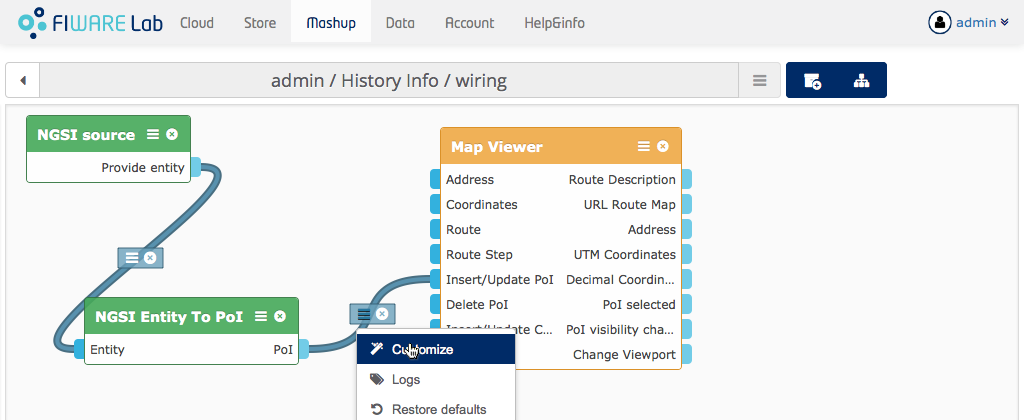 FIWARE Lab Cloud Store Mashup Data Account Help&info admin
admin / History Info / wiring
NGSI source
Provide entity
Map Viewer
Address Route Description
Coordinates URL Route Map
Route Address
Route Step UTM Coordinates
Insert/Update PoI Decimal Coordin...
Delete PoI PoI selected
Insert/Update C... PoI visibility cha...
Change Viewport
NGSI Entity To PoI
Entity PoI
Customize
Logs
Restore defaults